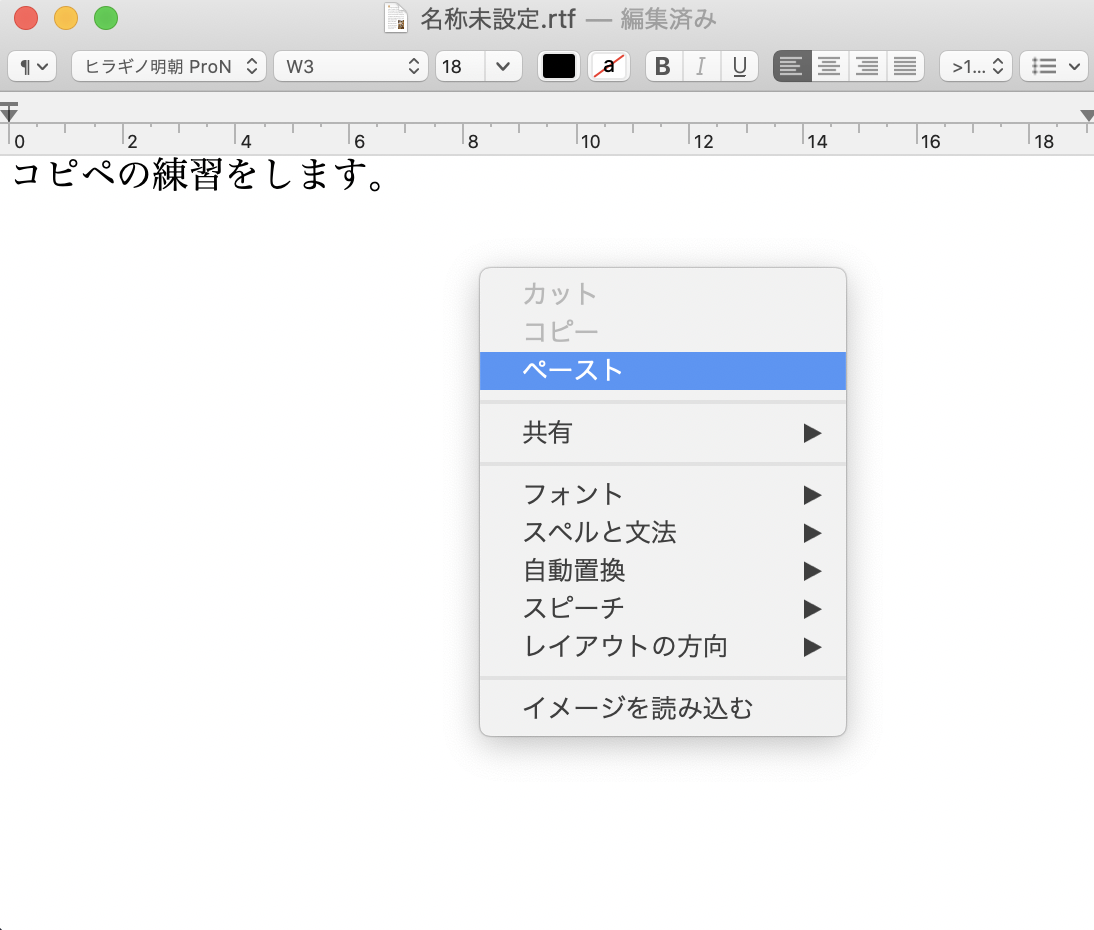 名称未設定.rtf — 編集済み
¶ ヒラギノ明朝 ProN W3 18 a B I U >1...
0 2 4 6 8 10 12 14 16 18
コピペの練習をします。
カット
コピー
ペースト
共有
フォント
スペルと文法
自動置換
スピーチ
レイアウトの方向
イメージを読み込む